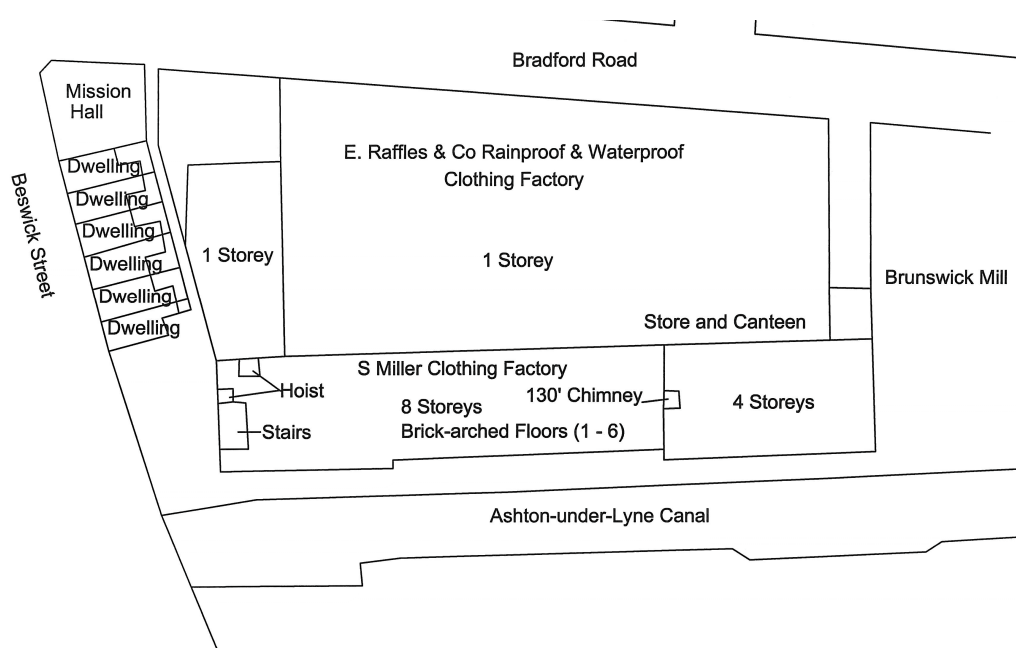 Bradford Road
Mission
Hall
E. Raffles & Co Rainproof & Waterproof
Clothing Factory
Dwelling
Dwelling
Dwelling
Dwelling
Dwelling
Dwelling
Beswick Street
1 Storey
1 Storey
Brunswick Mill
Store and Canteen
S Miller Clothing Factory
Hoist
130' Chimney
8 Storeys
4 Storeys
Stairs
Brick-arched Floors (1 - 6)
Ashton-under-Lyne Canal